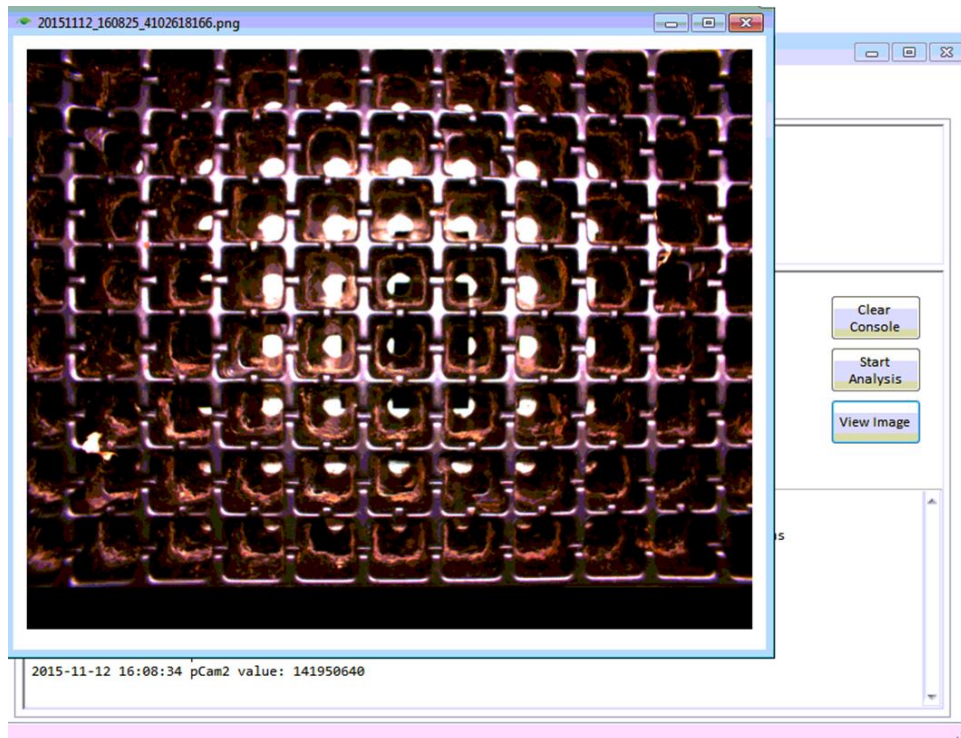 20151112_160825_4102618166.png
Clear
Console
Start
Analysis
View Image
2015-11-12 16:08:34 pCam2 value: 141950640